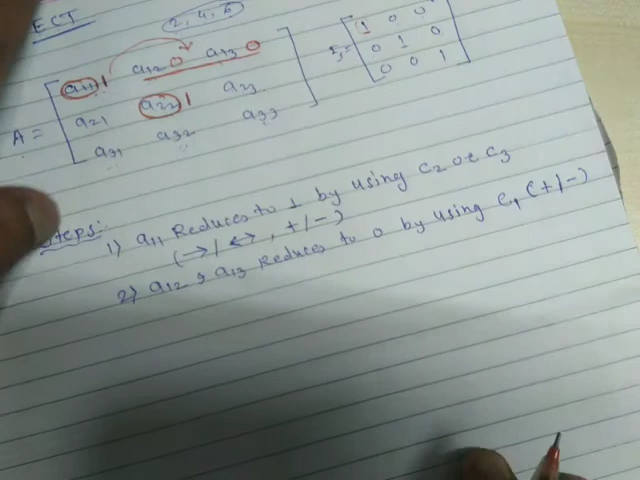 ECT
2, 4, 6
A = [ a11 1 a12 0 a13 0
a21 a22 1 a23
a31 a32 a33 ]
I3 = [ 1 0 0
0 1 0
0 0 1 ]
Steps:
1) a11 Reduces to 1 by using C2 or C3
(→/↔, +/-)
2) a12 & a13 Reduces to 0 by using C1 (+/-)